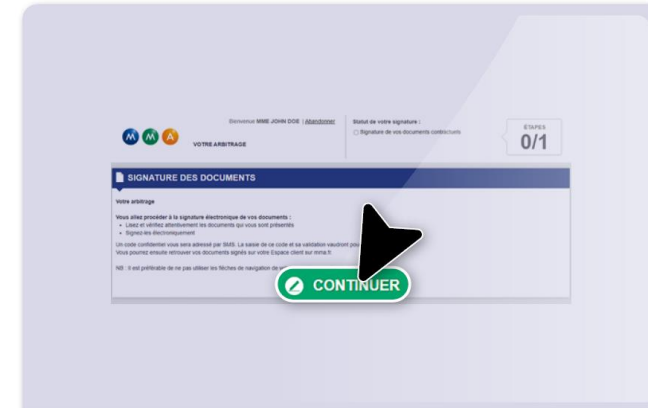 Bienvenue MME JOHN DOE | Abandonner
Statut de votre signature :
Signature de vos documents contractuels
ÉTAPES
0/1
MMA
VOTRE ARBITRAGE
SIGNATURE DES DOCUMENTS
Votre arbitrage
Vous allez procéder à la signature électronique de vos documents :
• Lisez et vérifiez attentivement les documents qui vous sont présentés
• Signez-les électroniquement
Un code confidentiel vous sera adressé par SMS. La saisie de ce code et sa validation vaudront
Vous pourrez ensuite retrouver vos documents signés sur votre Espace client sur mma.fr.
NB : Il est préférable de ne pas utiliser les flèches de navigation de
CONTINUER